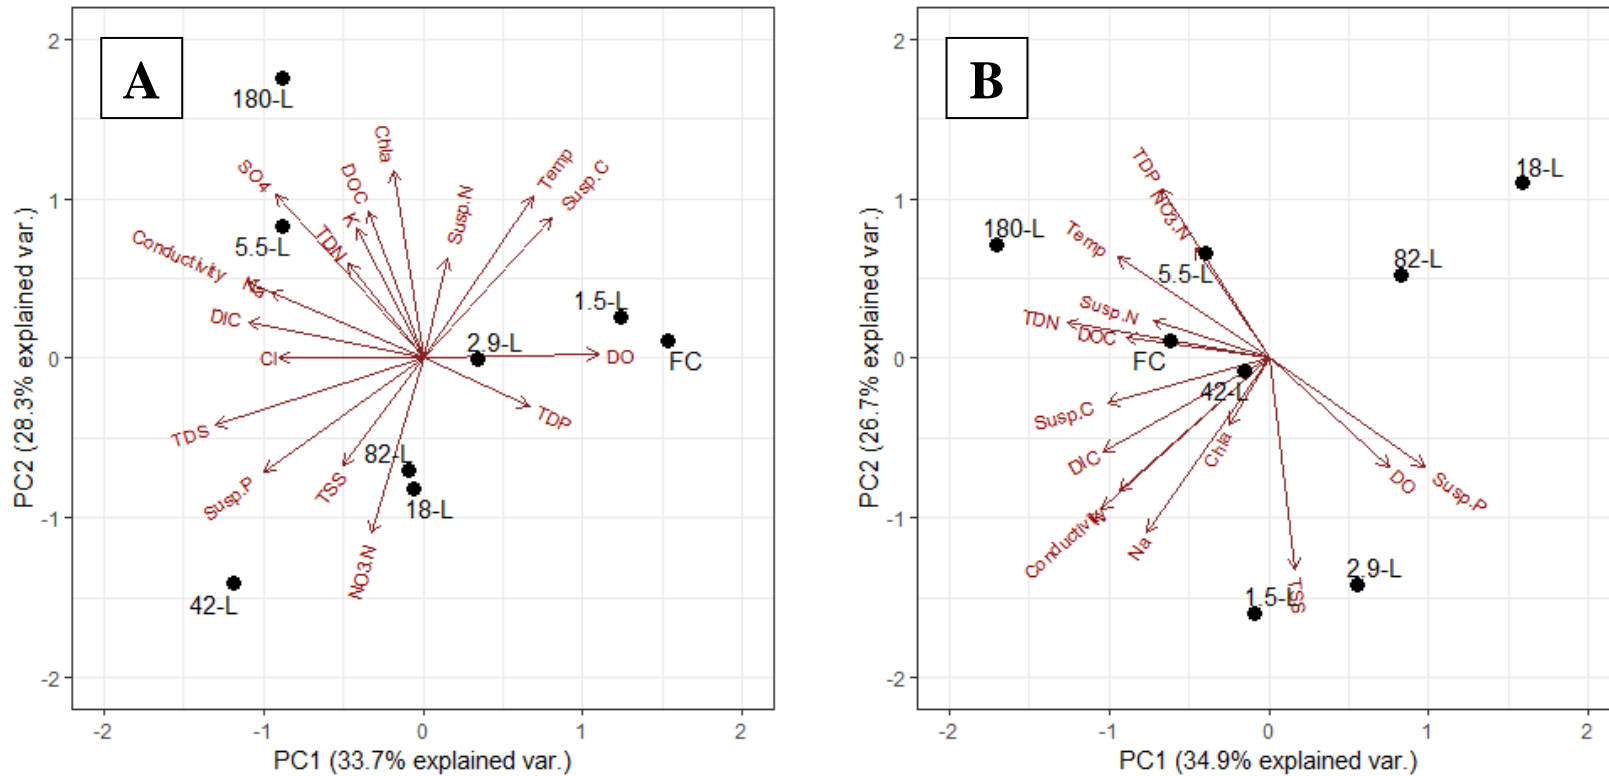 A
2
1
0
-1
-2
-2
-1
0
1
2
PC2 (28.3% explained var.)
PC1 (33.7% explained var.)
180-L
Chla
SO4
DOC
K
Temp
Susp.C
Susp.N
5.5-L
TDN
Conductivity
Na
DIC
Cl
1.5-L
2.9-L
DO
FC
TDP
TDS
82-L
Susp.P
TSS
18-L
NO3.N
42-L
B
2
1
0
-1
-2
-2
-1
0
1
2
PC2 (26.7% explained var.)
PC1 (34.9% explained var.)
TDP
18-L
NO3.N
180-L
Temp
5.5-L
82-L
Susp.N
TDN
DOC
FC
42-L
Susp.C
Chla
DIC
DO
Susp.P
Conductivity
K
Na
2.9-L
1.5-L
TSS